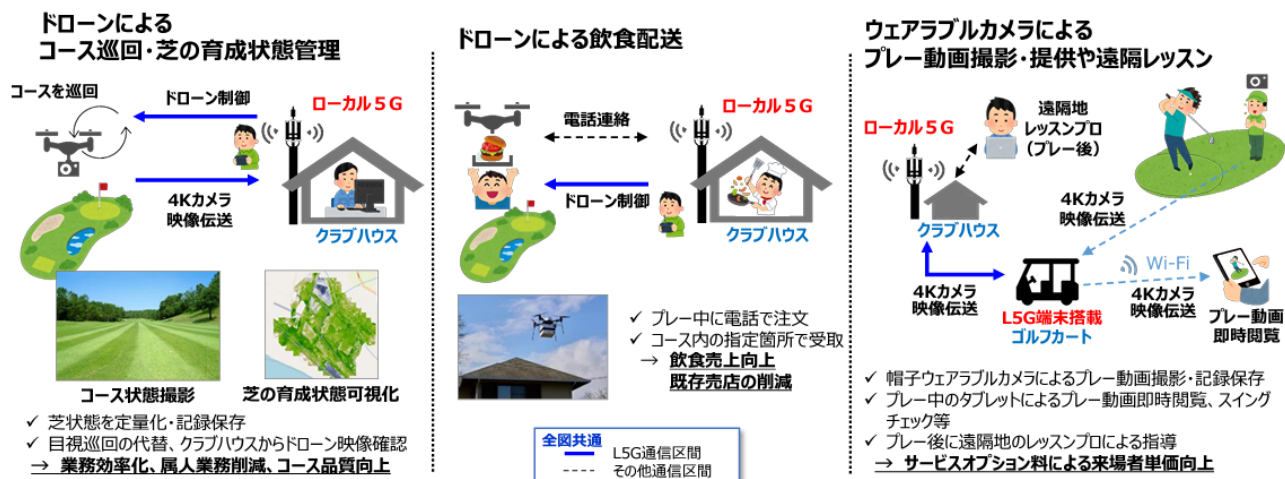 ドローンによる
コース巡回・芝の育成状態管理
コースを巡回
ドローン制御
ローカル５G
4Kカメラ
映像伝送
クラブハウス
コース状態撮影
芝の育成状態可視化
✓ 芝状態を定量化・記録保存
✓ 目視巡回の代替、クラブハウスからドローン映像確認
→ 業務効率化、属人業務削減、コース品質向上
ドローンによる飲食配送
ローカル５G
電話連絡
ドローン制御
クラブハウス
✓ プレー中に電話で注文
✓ コース内の指定箇所で受取
→ 飲食売上向上
既存売店の削減
全図共通
L5G通信区間
その他通信区間
ウェアラブルカメラによる
プレー動画撮影・提供や遠隔レッスン
ローカル５G
遠隔地
レッスンプロ
（プレー後）
クラブハウス
4Kカメラ
映像伝送
4Kカメラ
映像伝送
Wi-Fi
4Kカメラ
映像伝送
L5G端末搭載
ゴルフカート
プレー動画
即時閲覧
✓ 帽子ウェアラブルカメラによるプレー動画撮影・記録保存
✓ プレー中のタブレットによるプレー動画即時閲覧、スイング
チェック等
✓ プレー後に遠隔地のレッスンプロによる指導
→ サービスオプション料による来場者単価向上